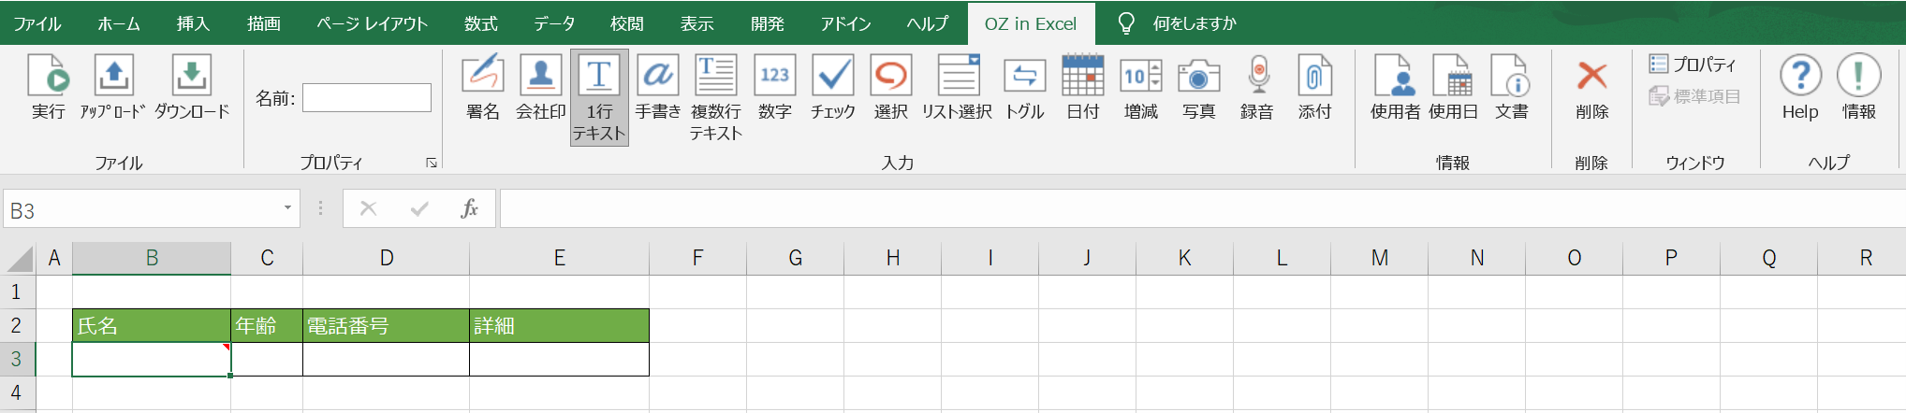 ファイル ホーム 挿入 描画 ページ レイアウト 数式 データ 校閲 表示 開発 アドイン ヘルプ OZ in Excel 何をしますか
実行 アップロード ダウンロード
ファイル
名前:
プロパティ
T T 123 10
署名 会社印 1行 手書き 複数行 数字 チェック 選択 リスト選択 トグル 日付 増減 写真 録音 添付
テキスト テキスト
入力
使用者 使用日 文書
情報
削除
削除
プロパティ
標準項目
ウィンドウ
Help 情報
ヘルプ
B3 fx
A B C D E F G H I J K L M N O P Q R
1
2 氏名 年齢 電話番号 詳細
3
4